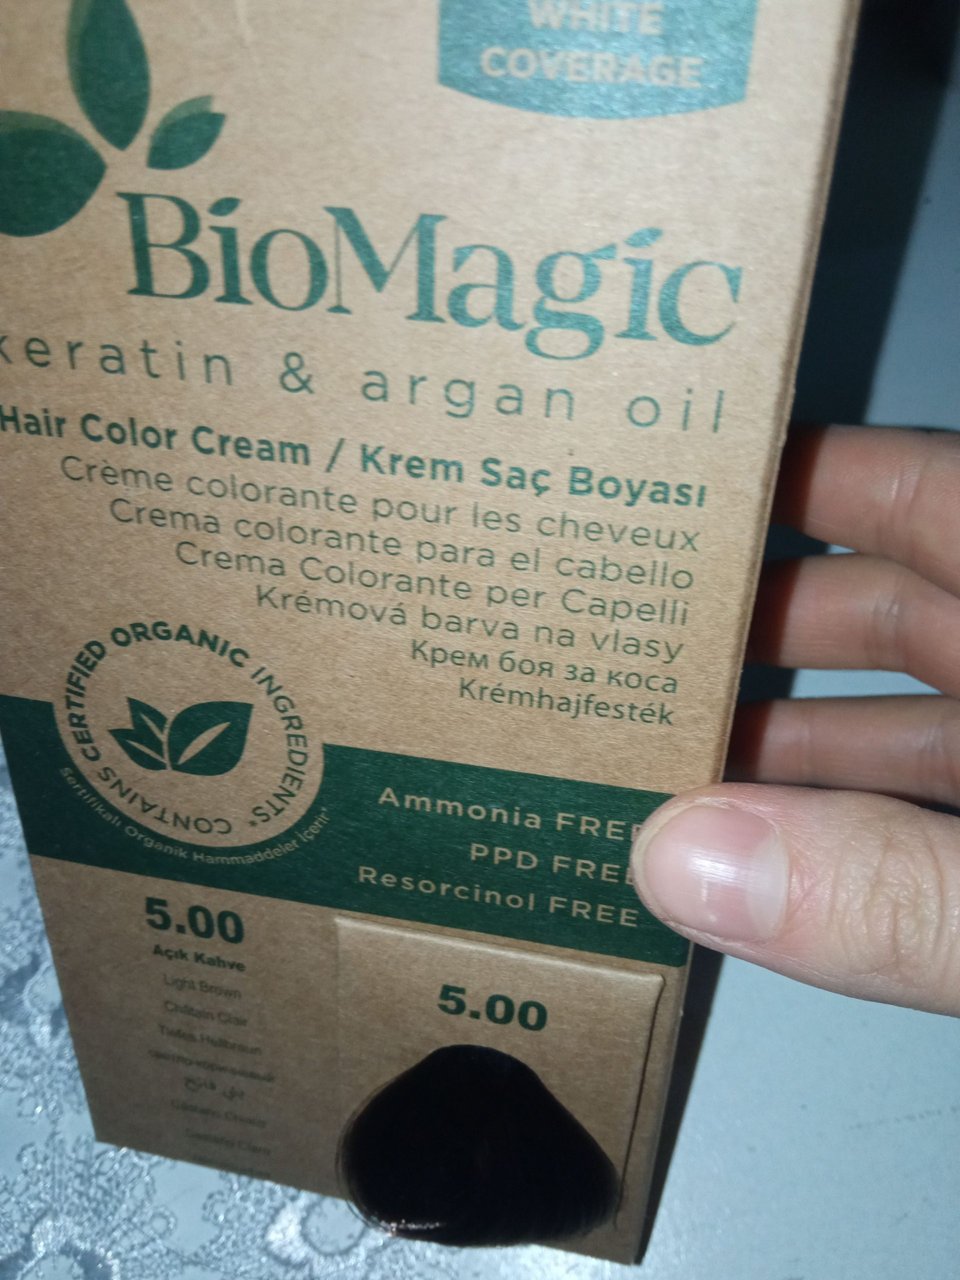 WHITE
COVERAGE
BioMagic
keratin & argan oil
Hair Color Cream / Krem Saç Boyası
Crème colorante pour les cheveux
Crema colorante para el cabello
Crema Colorante per Capelli
Krémová barva na vlasy
Крем боя за коса
Krémhajfesték
CONTAINS CERTIFIED ORGANIC INGREDIENTS*
Sertifikalı Organik Hammaddeler İçerir*
Ammonia FREE
PPD FREE
Resorcinol FREE
5.00
Açık Kahve
Light Brown
Châtain Clair
5.00